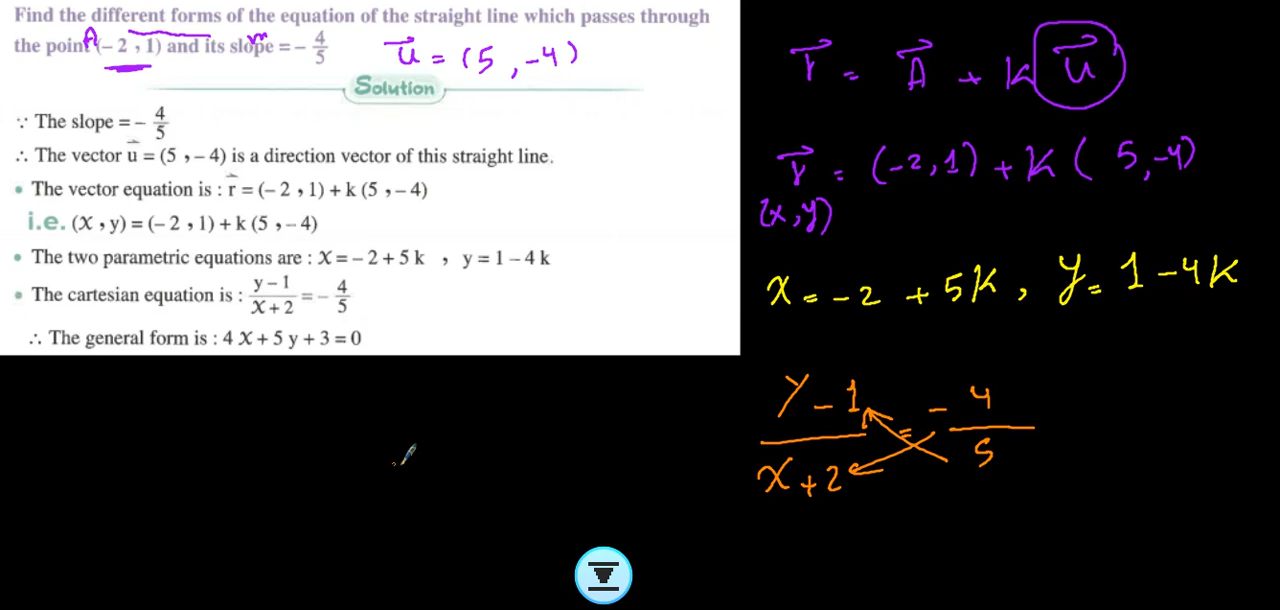 Find the different forms of the equation of the straight line which passes through
the point A (– 2 , 1) and its slope m = – 4/5
u⃗ = (5 , -4)
Solution
∵ The slope = – 4/5
∴ The vector u⃗ = (5 , – 4) is a direction vector of this straight line.
• The vector equation is : r⃗ = (– 2 , 1) + k (5 , – 4)
i.e. (X , y) = (– 2 , 1) + k (5 , – 4)
• The two parametric equations are : X = – 2 + 5 k , y = 1 – 4 k
• The cartesian equation is : y – 1 / X + 2 = – 4/5
∴ The general form is : 4 X + 5 y + 3 = 0
r⃗ = A⃗ + k u⃗
r⃗ = (-2,1) + k ( 5,-4)
(x,y)
x = -2 + 5k , y = 1 - 4k
y - 1 / x + 2 = - 4/5